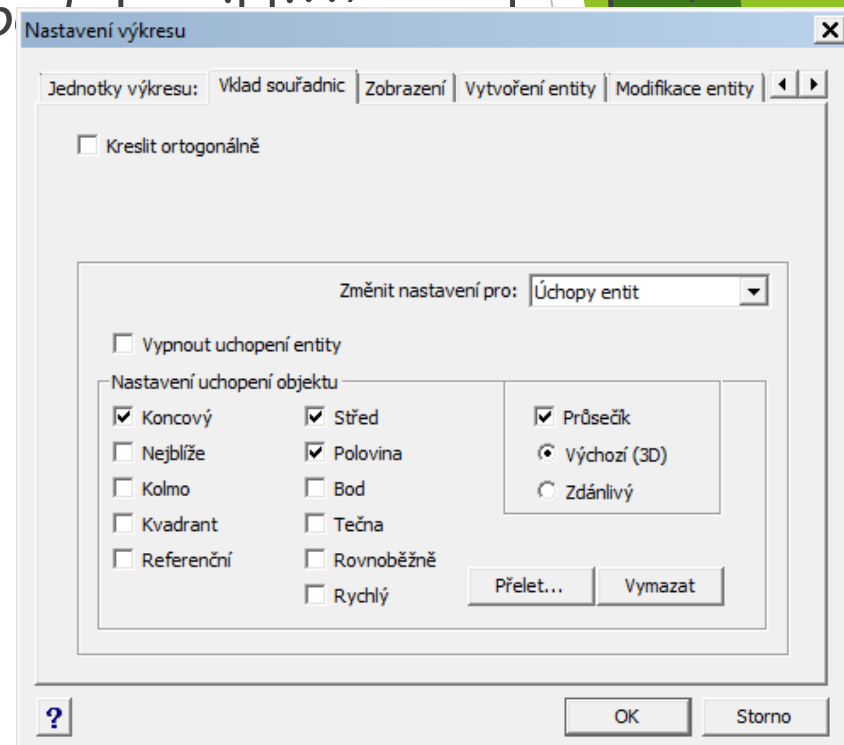 Nastavení výkresu
Jednotky výkresu: Vklad souřadnic Zobrazení Vytvoření entity Modifikace entity
Kreslit ortogonálně
Změnit nastavení pro: Úchopy entit
Vypnout uchopení entity
Nastavení uchopení objektu
Koncový Střed Průsečík
Nejblíže Polovina Výchozí (3D)
Kolmo Bod Zdánlivý
Kvadrant Tečna
Referenční Rovnoběžně
Rychlý Přelet... Vymazat
? OK Storno